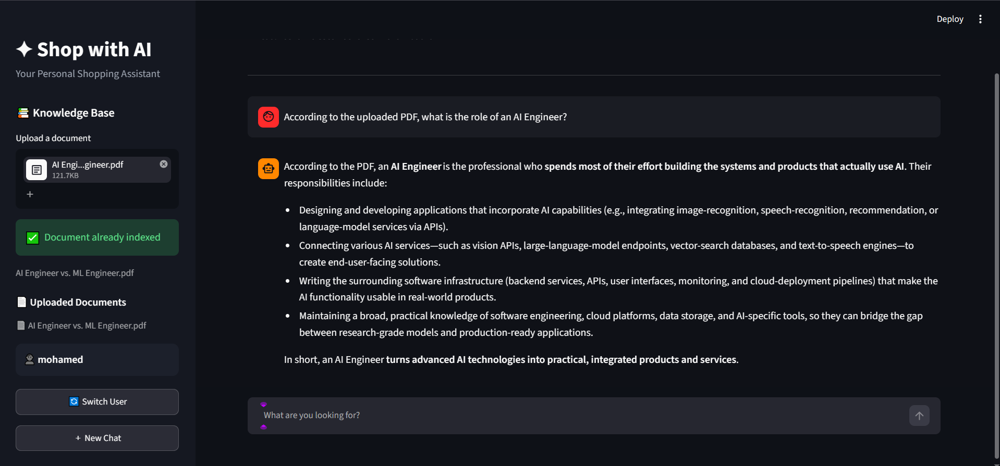 Deploy
Shop with AI
Your Personal Shopping Assistant
Knowledge Base
Upload a document
AI Engi...gineer.pdf
121.7KB
Document already indexed
AI Engineer vs. ML Engineer.pdf
Uploaded Documents
AI Engineer vs. ML Engineer.pdf
mohamed
Switch User
+ New Chat
According to the uploaded PDF, what is the role of an AI Engineer?
According to the PDF, an AI Engineer is the professional who spends most of their effort building the systems and products that actually use AI. Their
responsibilities include:
• Designing and developing applications that incorporate AI capabilities (e.g., integrating image-recognition, speech-recognition, recommendation, or
language-model services via APIs).
• Connecting various AI services—such as vision APIs, large-language-model endpoints, vector-search databases, and text-to-speech engines—to
create end-user-facing solutions.
• Writing the surrounding software infrastructure (backend services, APIs, user interfaces, monitoring, and cloud-deployment pipelines) that make the
AI functionality usable in real-world products.
• Maintaining a broad, practical knowledge of software engineering, cloud platforms, data storage, and AI-specific tools, so they can bridge the gap
between research-grade models and production-ready applications.
In short, an AI Engineer turns advanced AI technologies into practical, integrated products and services.
What are you looking for?